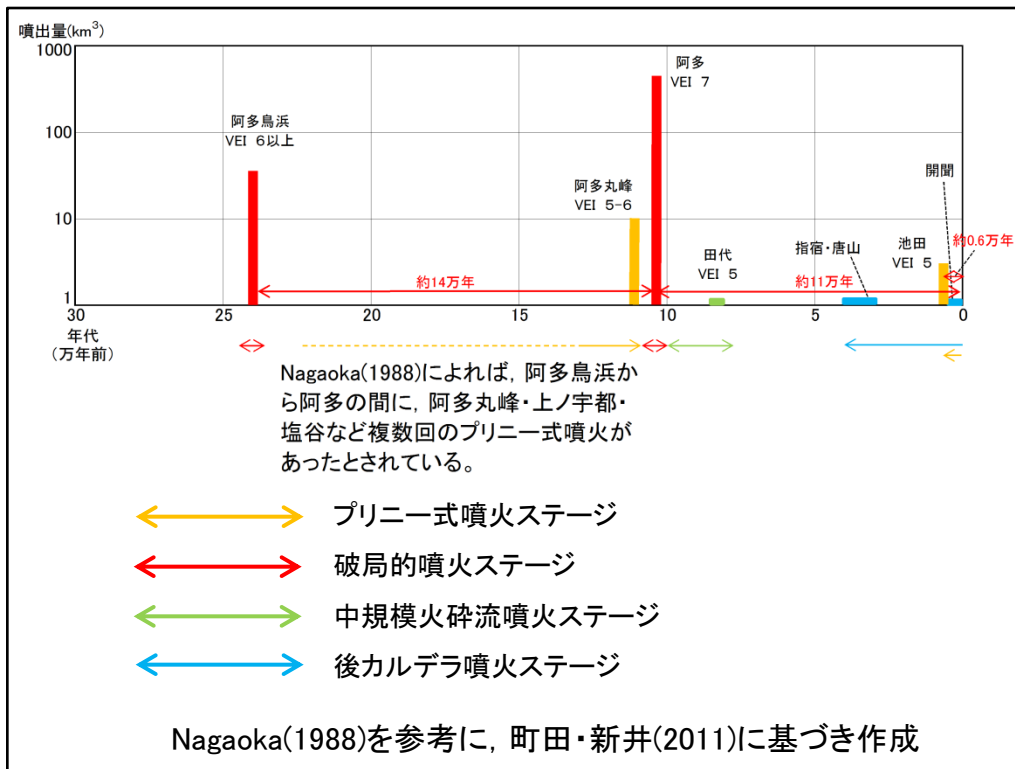 噴出量(km³)
1000
100
10
1
阿多鳥浜
VEI 6以上
阿多丸峰
VEI 5-6
阿多
VEI 7
田代
VEI 5
指宿・唐山
池田
VEI 5
開聞
約0.6万年
約14万年
約11万年
30
25
20
15
10
5
0
年代
(万年前)
Nagaoka(1988)によれば，阿多鳥浜か
ら阿多の間に，阿多丸峰・上ノ宇都・
塩谷など複数回のプリニー式噴火が
あったとされている。
プリニー式噴火ステージ
破局的噴火ステージ
中規模火砕流噴火ステージ
後カルデラ噴火ステージ
Nagaoka(1988)を参考に，町田・新井(2011)に基づき作成